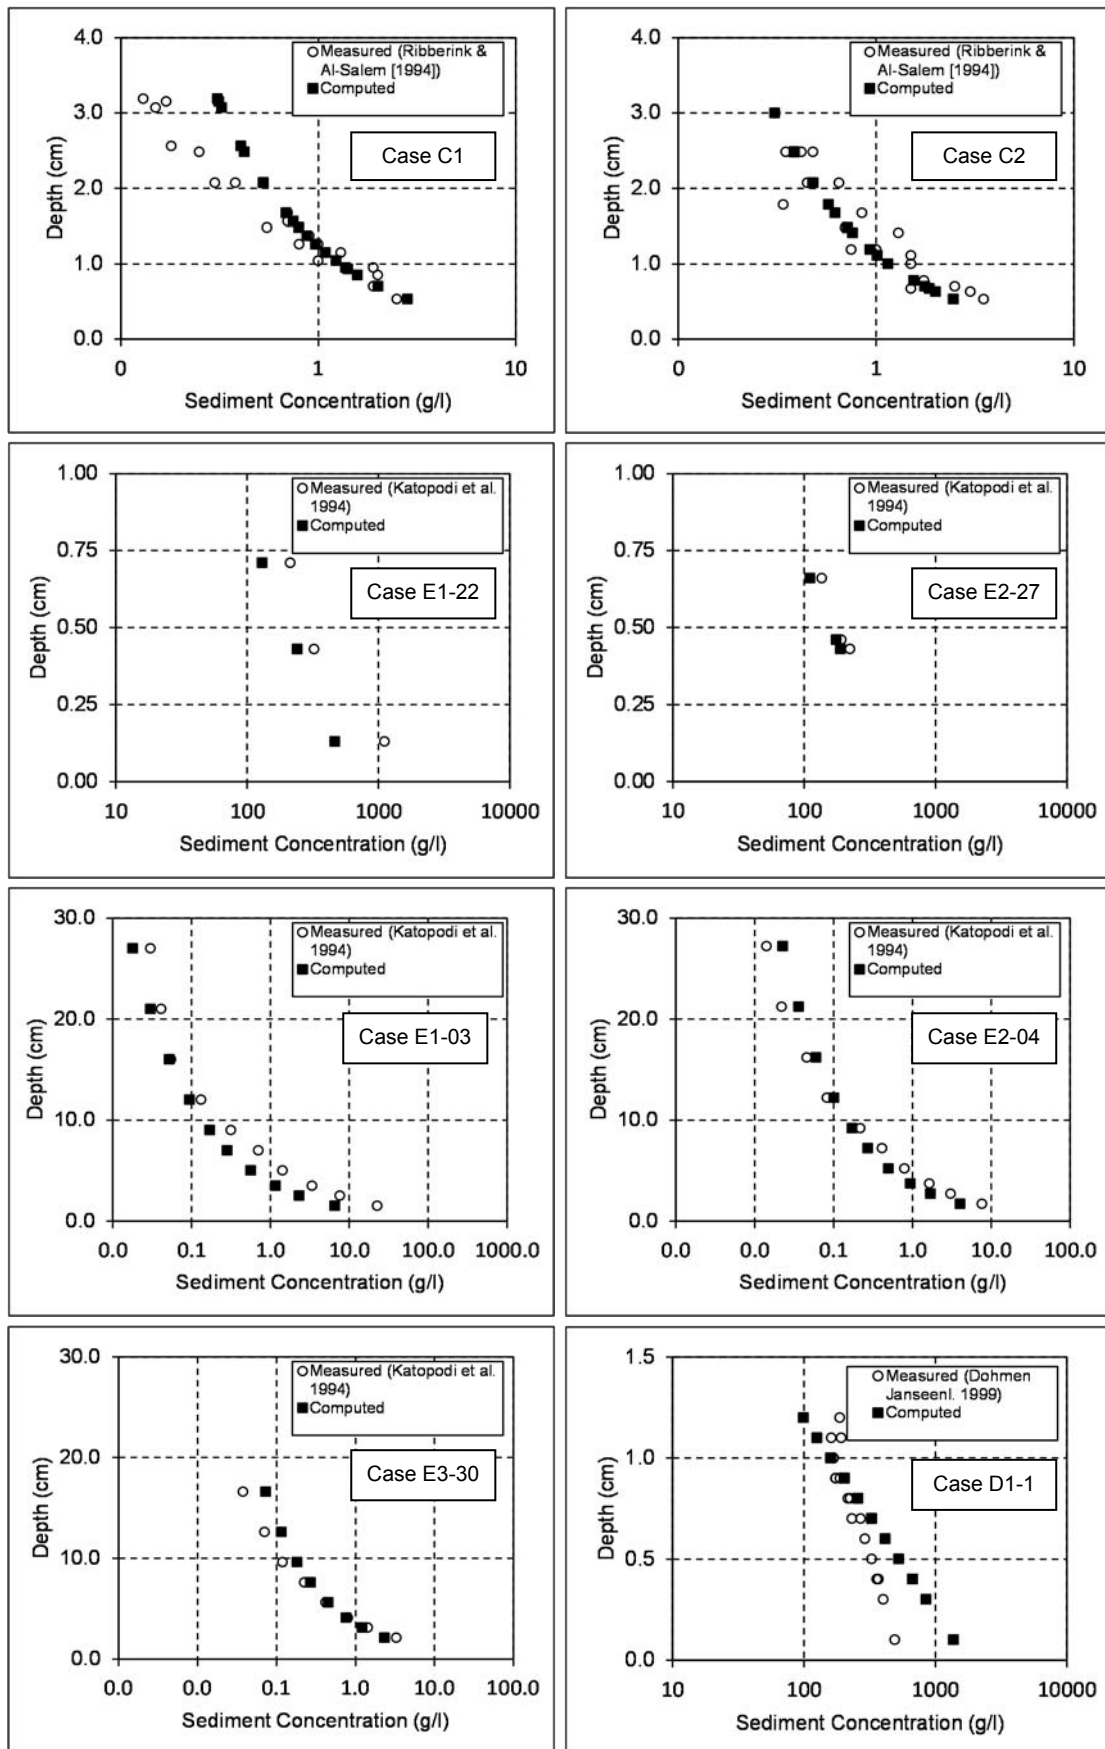 4.0
3.0
2.0
1.0
0.0
Depth (cm)
Measured (Ribberink &
Al-Salem [1994])
Computed
Case C1
0 1 10
Sediment Concentration (g/l)
4.0
3.0
2.0
1.0
0.0
Depth (cm)
Measured (Ribberink &
Al-Salem [1994])
Computed
Case C2
0 1 10
Sediment Concentration (g/l)
1.00
0.75
0.50
0.25
0.00
Depth (cm)
Measured (Katopodi et al.
1994)
Computed
Case E1-22
10 100 1000 10000
Sediment Concentration (g/l)
1.00
0.75
0.50
0.25
0.00
Depth (cm)
Measured (Katopodi et al.
1994)
Computed
Case E2-27
10 100 1000 10000
Sediment Concentration (g/l)
30.0
20.0
10.0
0.0
Depth (cm)
Measured (Katopodi et al.
1994)
Computed
Case E1-03
0.0 0.1 1.0 10.0 100.0 1000.0
Sediment Concentration (g/l)
30.0
20.0
10.0
0.0
Depth (cm)
Measured (Katopodi et al.
1994)
Computed
Case E2-04
0.0 0.0 0.1 1.0 10.0 100.0
Sediment Concentration (g/l)
30.0
20.0
10.0
0.0
Depth (cm)
Measured (Katopodi et al.
1994)
Computed
Case E3-30
0.0 0.0 0.1 1.0 10.0 100.0
Sediment Concentration (g/l)
1.5
1.0
0.5
0.0
Depth (cm)
Measured (Dohmen
Janseenl. 1999)
Computed
Case D1-1
10 100 1000 10000
Sediment Concentration (g/l)